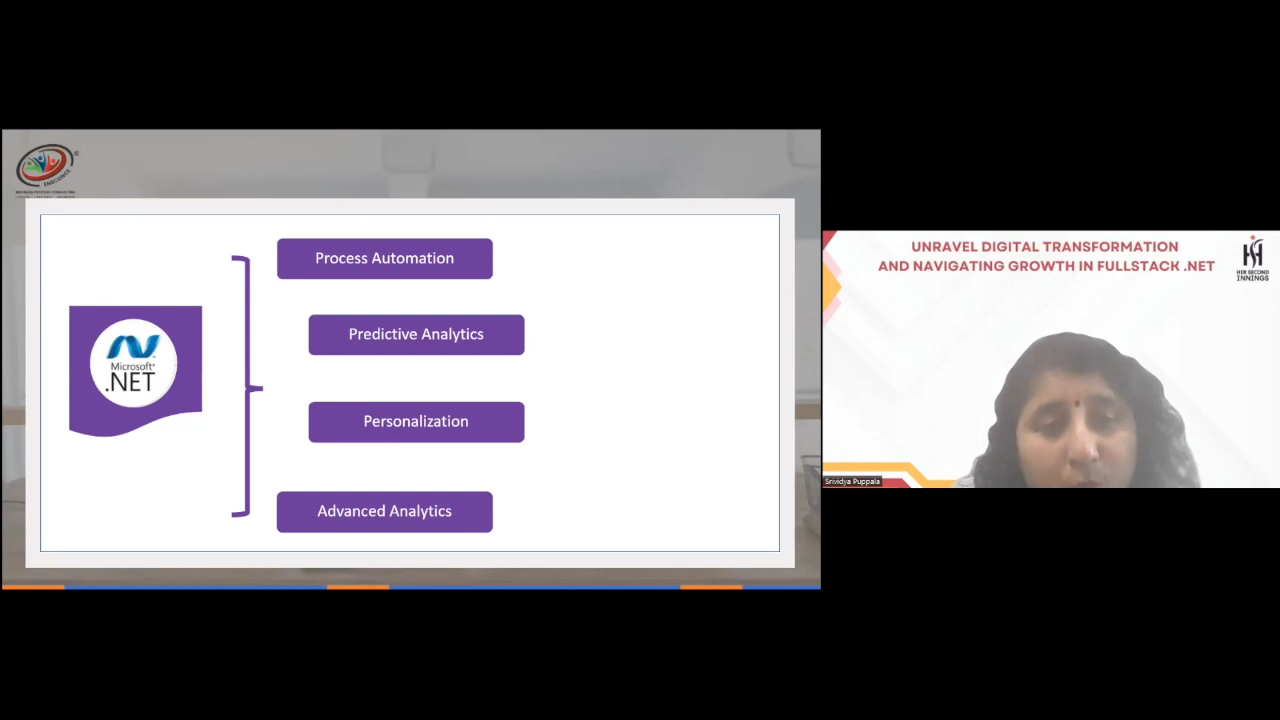 ENSCONCE
Process Automation
Predictive Analytics
Microsoft®
.NET
Personalization
Advanced Analytics
UNRAVEL DIGITAL TRANSFORMATION
AND NAVIGATING GROWTH IN FULLSTACK .NET
HER SECOND
INNINGS
Srividya Puppala